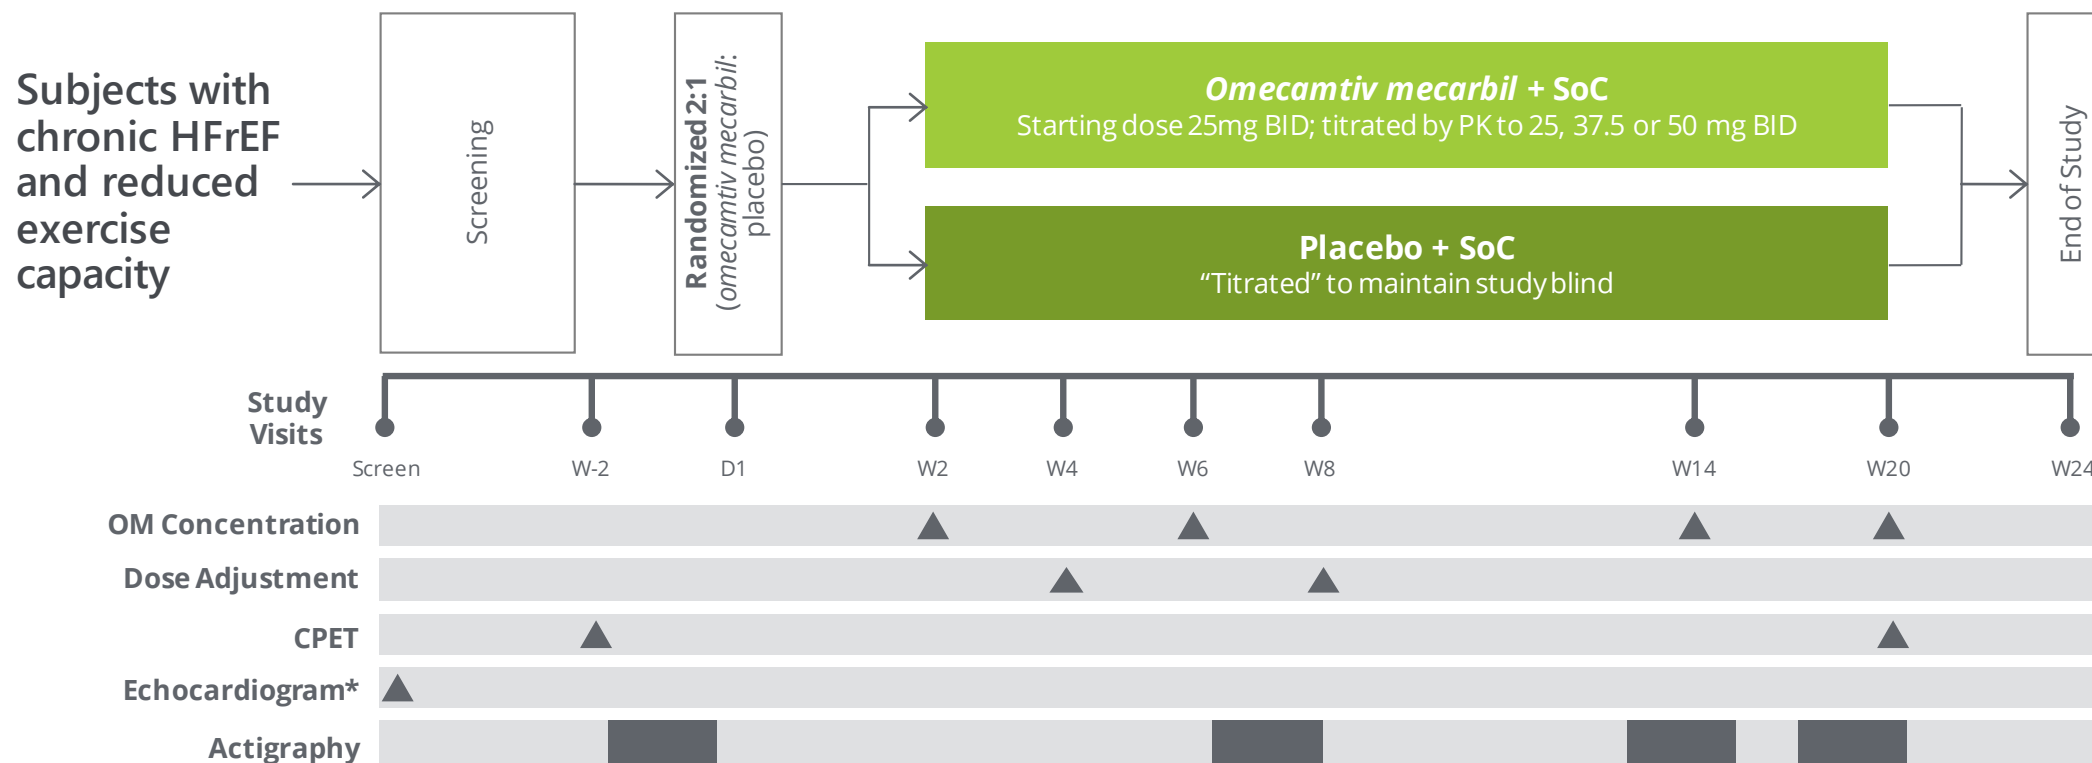 Subjects with
chronic HFrEF
and reduced
exercise
capacity
Screening
Randomized 2:1
(omecamtiv mecarbil:
placebo)
Omecamtiv mecarbil + SoC
Starting dose 25mg BID; titrated by PK to 25, 37.5 or 50 mg BID
Placebo + SoC
“Titrated” to maintain study blind
End of Study
Study
Visits
Screen W-2 D1 W2 W4 W6 W8 W14 W20 W24
OM Concentration
Dose Adjustment
CPET
Echocardiogram*
Actigraphy